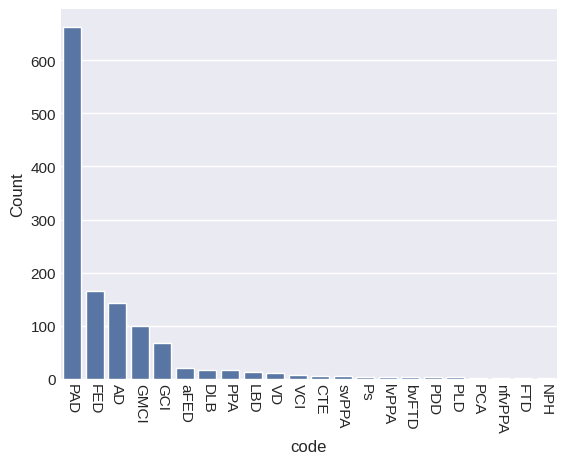 600
500
400
300
200
100
0
Count
PAD
FED
AD
GMCI
GCI
aFED
DLB
PPA
LBD
VD
VCI
CTE
svPPA
Ps
lvPPA
bvFTD
PDD
PLD
PCA
nfvPPA
FTD
NPH
code